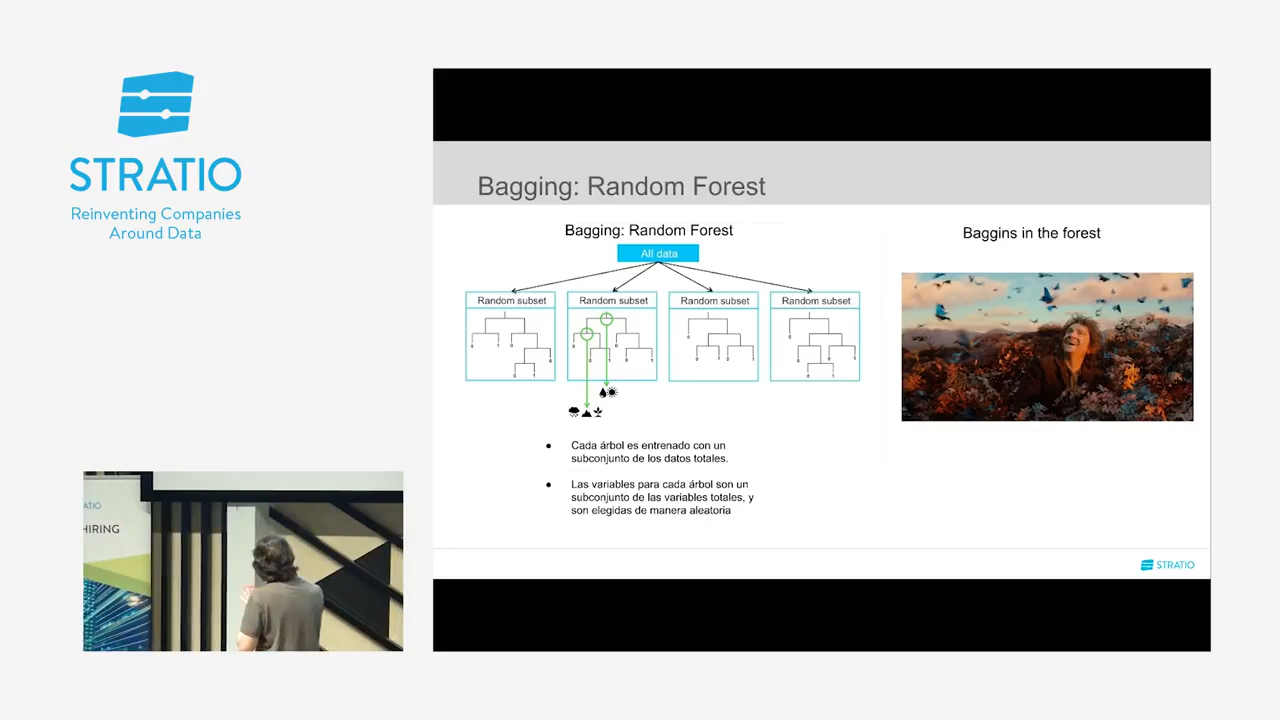 STRATIO
Reinventing Companies
Around Data
Bagging: Random Forest
Bagging: Random Forest
All data
Random subset
Random subset
Random subset
Random subset
Baggins in the forest
● Cada árbol es entrenado con un
subconjunto de los datos totales.
● Las variables para cada árbol son un
subconjunto de las variables totales, y
son elegidas de manera aleatoria
STRATIO
HIRING